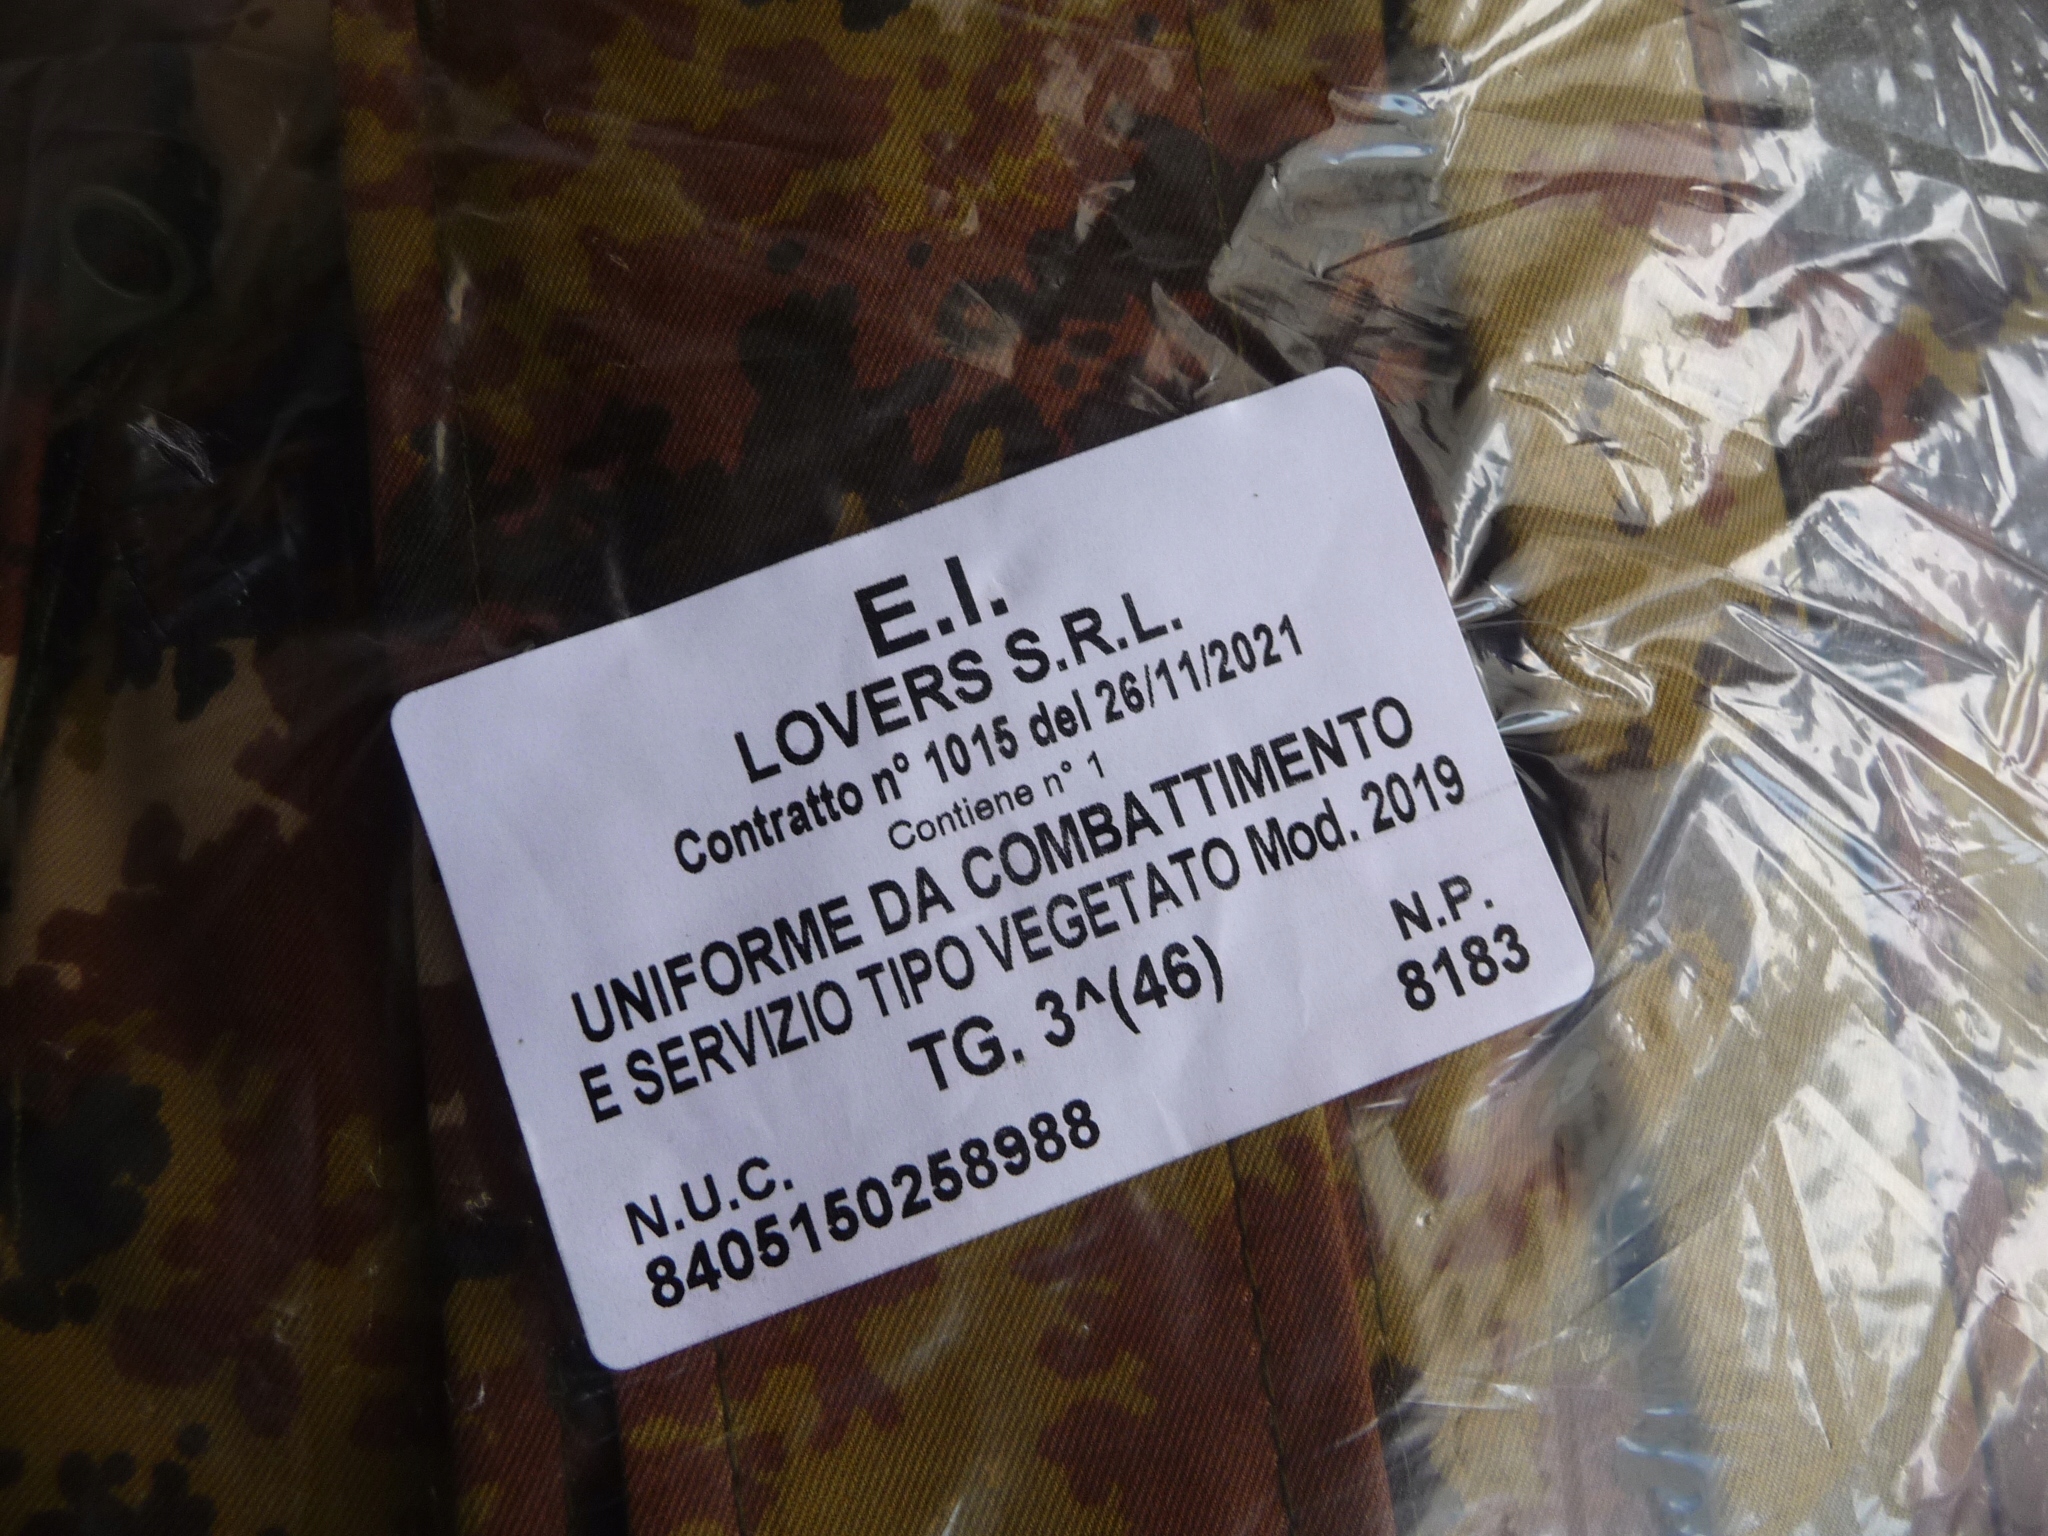 E.I.
LOVERS S.R.L.
Contratto n° 1015 del 26/11/2021
Contiene n° 1
UNIFORME DA COMBATTIMENTO
E SERVIZIO TIPO VEGETATO Mod. 2019
TG. 3^(46)
N.P.
8183
N.U.C.
8405150258988